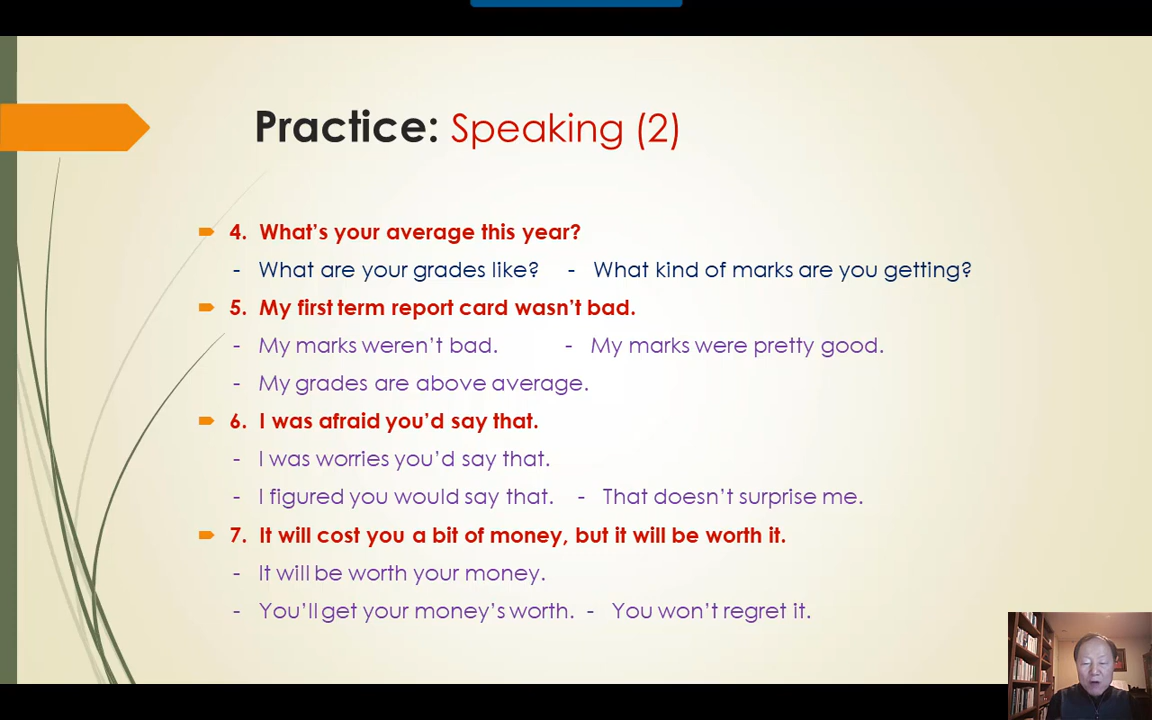 Practice: Speaking (2)
4. What's your average this year?
- What are your grades like? - What kind of marks are you getting?
5. My first term report card wasn't bad.
- My marks weren't bad. - My marks were pretty good.
- My grades are above average.
6. I was afraid you'd say that.
- I was worries you'd say that.
- I figured you would say that. - That doesn't surprise me.
7. It will cost you a bit of money, but it will be worth it.
- It will be worth your money.
- You'll get your money's worth. - You won't regret it.